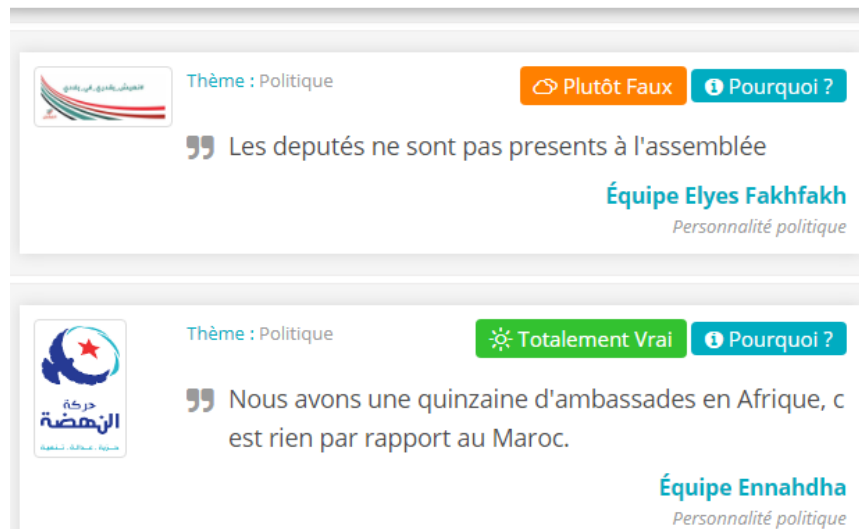 Thème : Politique
Plutôt Faux
Pourquoi ?
Les deputés ne sont pas presents à l'assemblée
Équipe Elyes Fakhfakh
Personnalité politique
Thème : Politique
Totalement Vrai
Pourquoi ?
Nous avons une quinzaine d'ambassades en Afrique, c
est rien par rapport au Maroc.
حركة
النهضة
Équipe Ennahdha
Personnalité politique